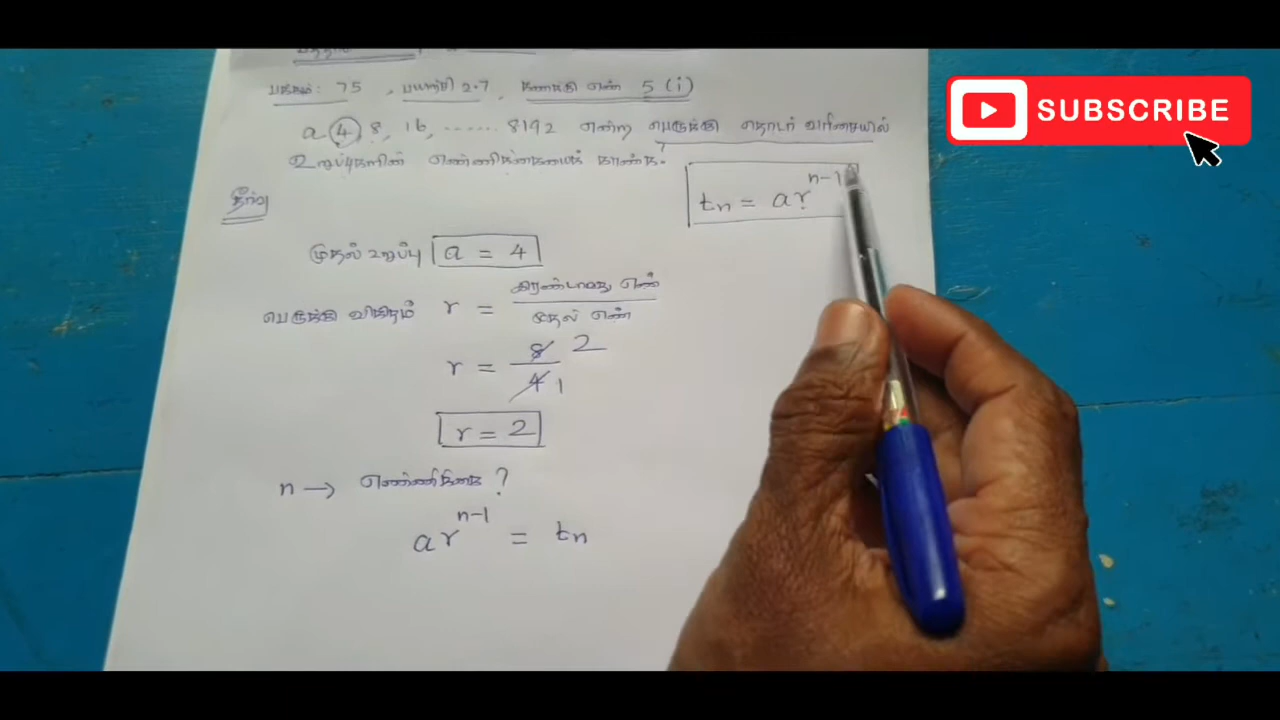 பக்கம்: 75 , பயிற்சி 2.7 , கணக்கு எண் 5 (i)
a 4, 8, 16, ...... 8192 என்ற பெருக்கு தொடர் வரிசையில்
உறுப்புகளின் எண்ணிக்கையைக் காண்க.?
தீர்வு
tn = ar^n-1
முதல் உறுப்பு a = 4
பெருக்கு விகிதம் r = இரண்டாவது எண் / முதல் எண்
r = 8 / 4 2 1
r = 2
n → எண்ணிக்கை ?
ar^n-1 = tn
SUBSCRIBE